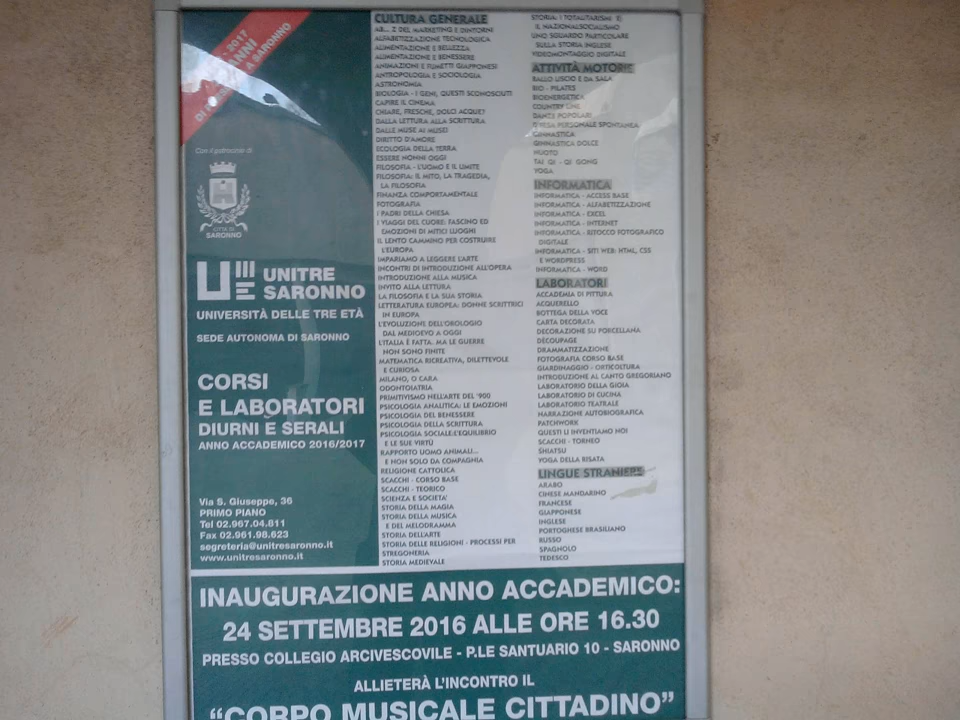 2017
ANNI
DI
A SARONNO
Con il patrocinio di
CITTÀ DI
SARONNO
UNITRE
SARONNO
UNIVERSITÀ DELLE TRE ETÀ
SEDE AUTONOMA DI SARONNO
CORSI
E LABORATORI
DIURNI E SERALI
ANNO ACCADEMICO 2016/2017
Via S. Giuseppe, 36
PRIMO PIANO
Tel 02.967.04.811
Fax 02.961.98.623
segreteria@unitresaronno.it
www.unitresaronno.it
CULTURA GENERALE
AB... Z DEL MARKETING E DINTORNI
ALFABETIZZAZIONE TECNOLOGICA
ALIMENTAZIONE E BELLEZZA
ALIMENTAZIONE E BENESSERE
ANIMAZIONI E FUMETTI GIAPPONESI
ANTROPOLOGIA E SOCIOLOGIA
ASTRONOMIA
BIOLOGIA - I GENI, QUESTI SCONOSCIUTI
CAPIRE IL CINEMA
CHIARE, FRESCHE, DOLCI ACQUE?
DALLA LETTURA ALLA SCRITTURA
DALLE MUSE AI MUSEI
DIRITTO D'AMORE
ECOLOGIA DELLA TERRA
ESSERE NONNI OGGI
FILOSOFIA - L'UOMO E IL LIMITE
FILOSOFIA: IL MITO, LA TRAGEDIA,
LA FILOSOFIA
FINANZA COMPORTAMENTALE
FOTOGRAFIA
I PADRI DELLA CHIESA
I VIAGGI DEL CUORE: FASCINO ED
EMOZIONI DI MITICI LUOGHI
IL LENTO CAMMINO PER COSTRUIRE
L'EUROPA
IMPARIAMO A LEGGERE L'ARTE
INCONTRI DI INTRODUZIONE ALL'OPERA
INTRODUZIONE ALLA MUSICA
INVITO ALLA LETTURA
LA FILOSOFIA E LA SUA STORIA
LETTERATURA EUROPEA: DONNE SCRITTRICI
IN EUROPA
L'EVOLUZIONE DELL'OROLOGIO
DAL MEDIOEVO A OGGI
L'ITALIA È FATTA. MA LE GUERRE
NON SONO FINITE
MATEMATICA RICREATIVA, DILETTEVOLE
E CURIOSA
MILANO, O CARA
ODONTOIATRIA
PRIMITIVISMO NELL'ARTE DEL '900
PSICOLOGIA ANALITICA: LE EMOZIONI
PSICOLOGIA DEL BENESSERE
PSICOLOGIA DELLA SCRITTURA
PSICOLOGIA SOCIALE:L'EQUILIBRIO
E LE SUE VIRTÙ
RAPPORTO UOMO ANIMALI...
E NON SOLO DA COMPAGNIA
RELIGIONE CATTOLICA
SCACCHI - CORSO BASE
SCACCHI - TEORICO
SCIENZA E SOCIETA'
STORIA DELLA MAGIA
STORIA DELLA MUSICA
E DEL MELODRAMMA
STORIA DELL'ARTE
STORIA DELLE RELIGIONI - PROCESSI PER
STREGONERIA
STORIA MEDIEVALE
STORIA: I TOTALITARISMI E
IL NAZIONALSOCIALISMO
UNO SGUARDO PARTICOLARE
SULLA STORIA INGLESE
VIDEOMONTAGGIO DIGITALE
ATTIVITÀ MOTORIE
BALLO LISCIO E DA SALA
BIO - PILATES
BIOENERGETICA
COUNTRY LINE
DANZE POPOLARI
DIFESA PERSONALE SPONTANEA
GINNASTICA
GINNASTICA DOLCE
NUOTO
TAI QI - QI GONG
YOGA
INFORMATICA
INFORMATICA - ACCESS BASE
INFORMATICA - ALFABETIZZAZIONE
INFORMATICA - EXCEL
INFORMATICA - INTERNET
INFORMATICA - RITOCCO FOTOGRAFICO
DIGITALE
INFORMATICA - SITI WEB: HTML, CSS
E WORDPRESS
INFORMATICA - WORD
LABORATORI
ACCADEMIA DI PITTURA
ACQUERELLO
BOTTEGA DELLA VOCE
CARTA DECORATA
DECORAZIONE SU PORCELLANA
DÉCOUPAGE
DRAMMATIZZAZIONE
FOTOGRAFIA CORSO BASE
GIARDINAGGIO - ORTICOLTURA
INTRODUZIONE AL CANTO GREGORIANO
LABORATORIO DELLA GIOIA
LABORATORIO DI CUCINA
LABORATORIO TEATRALE
NARRAZIONE AUTOBIOGRAFICA
PATCHWORK
QUESTI LI INVENTIAMO NOI
SCACCHI - TORNEO
SHIATSU
YOGA DELLA RISATA
LINGUE STRANIERE
ARABO
CINESE MANDARINO
FRANCESE
GIAPPONESE
INGLESE
PORTOGHESE BRASILIANO
RUSSO
SPAGNOLO
TEDESCO
INAUGURAZIONE ANNO ACCADEMICO:
24 SETTEMBRE 2016 ALLE ORE 16.30
PRESSO COLLEGIO ARCIVESCOVILE - P.LE SANTUARIO 10 - SARONNO
ALLIETERÀ L'INCONTRO IL
"CORPO MUSICALE CITTADINO"